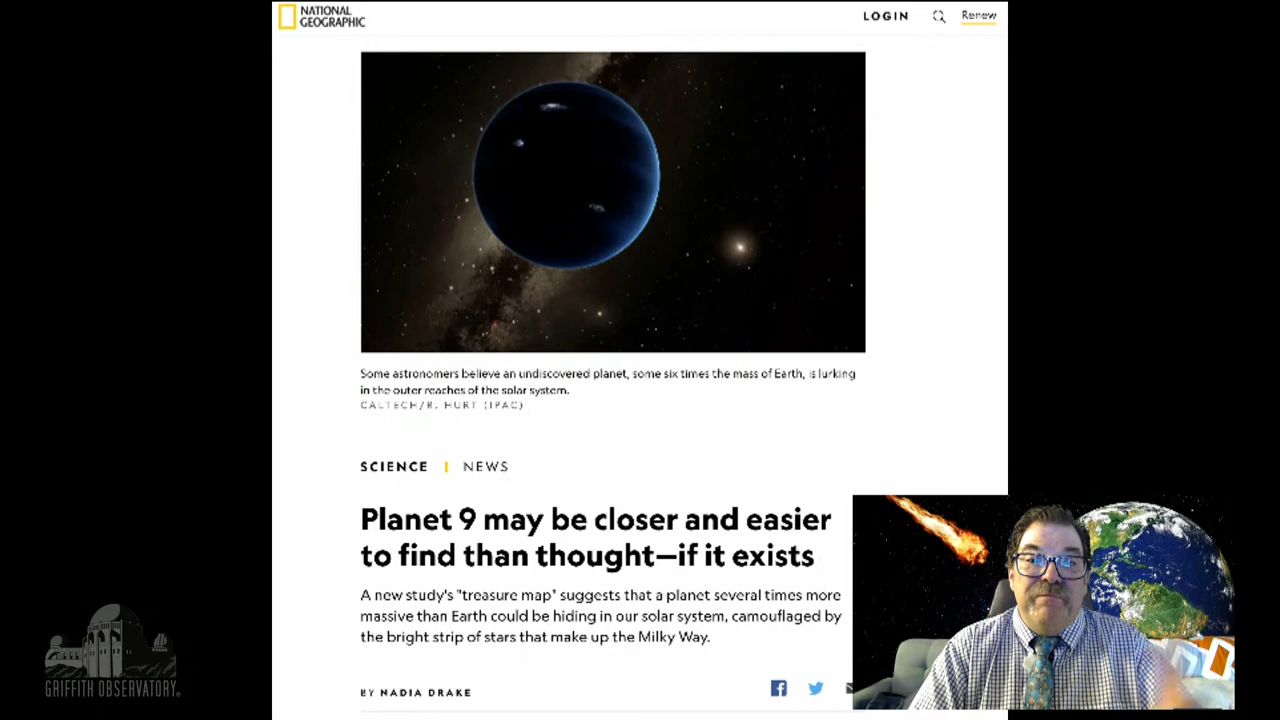 NATIONAL
GEOGRAPHIC
LOGIN
Renew
Some astronomers believe an undiscovered planet, some six times the mass of Earth, is lurking
in the outer reaches of the solar system.
CALTECH/R. HURT (IPAC)
SCIENCE | NEWS
Planet 9 may be closer and easier
to find than thought—if it exists
A new study's "treasure map" suggests that a planet several times more
massive than Earth could be hiding in our solar system, camouflaged by
the bright strip of stars that make up the Milky Way.
BY NADIA DRAKE
GRIFFITH OBSERVATORY